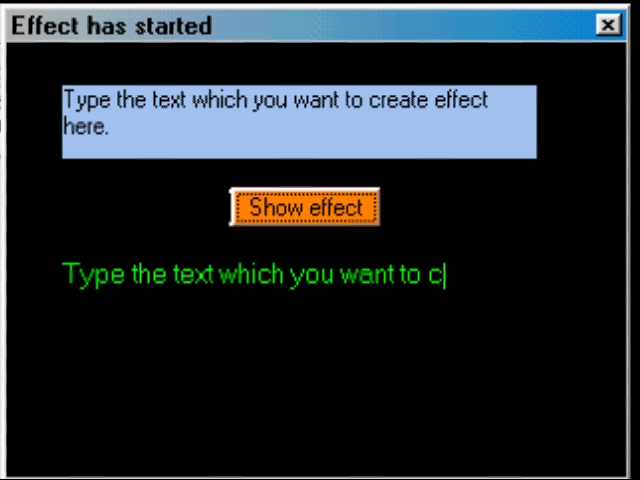 Effect has started
Type the text which you want to create effect
here.
Show effect
Type the text which you want to c